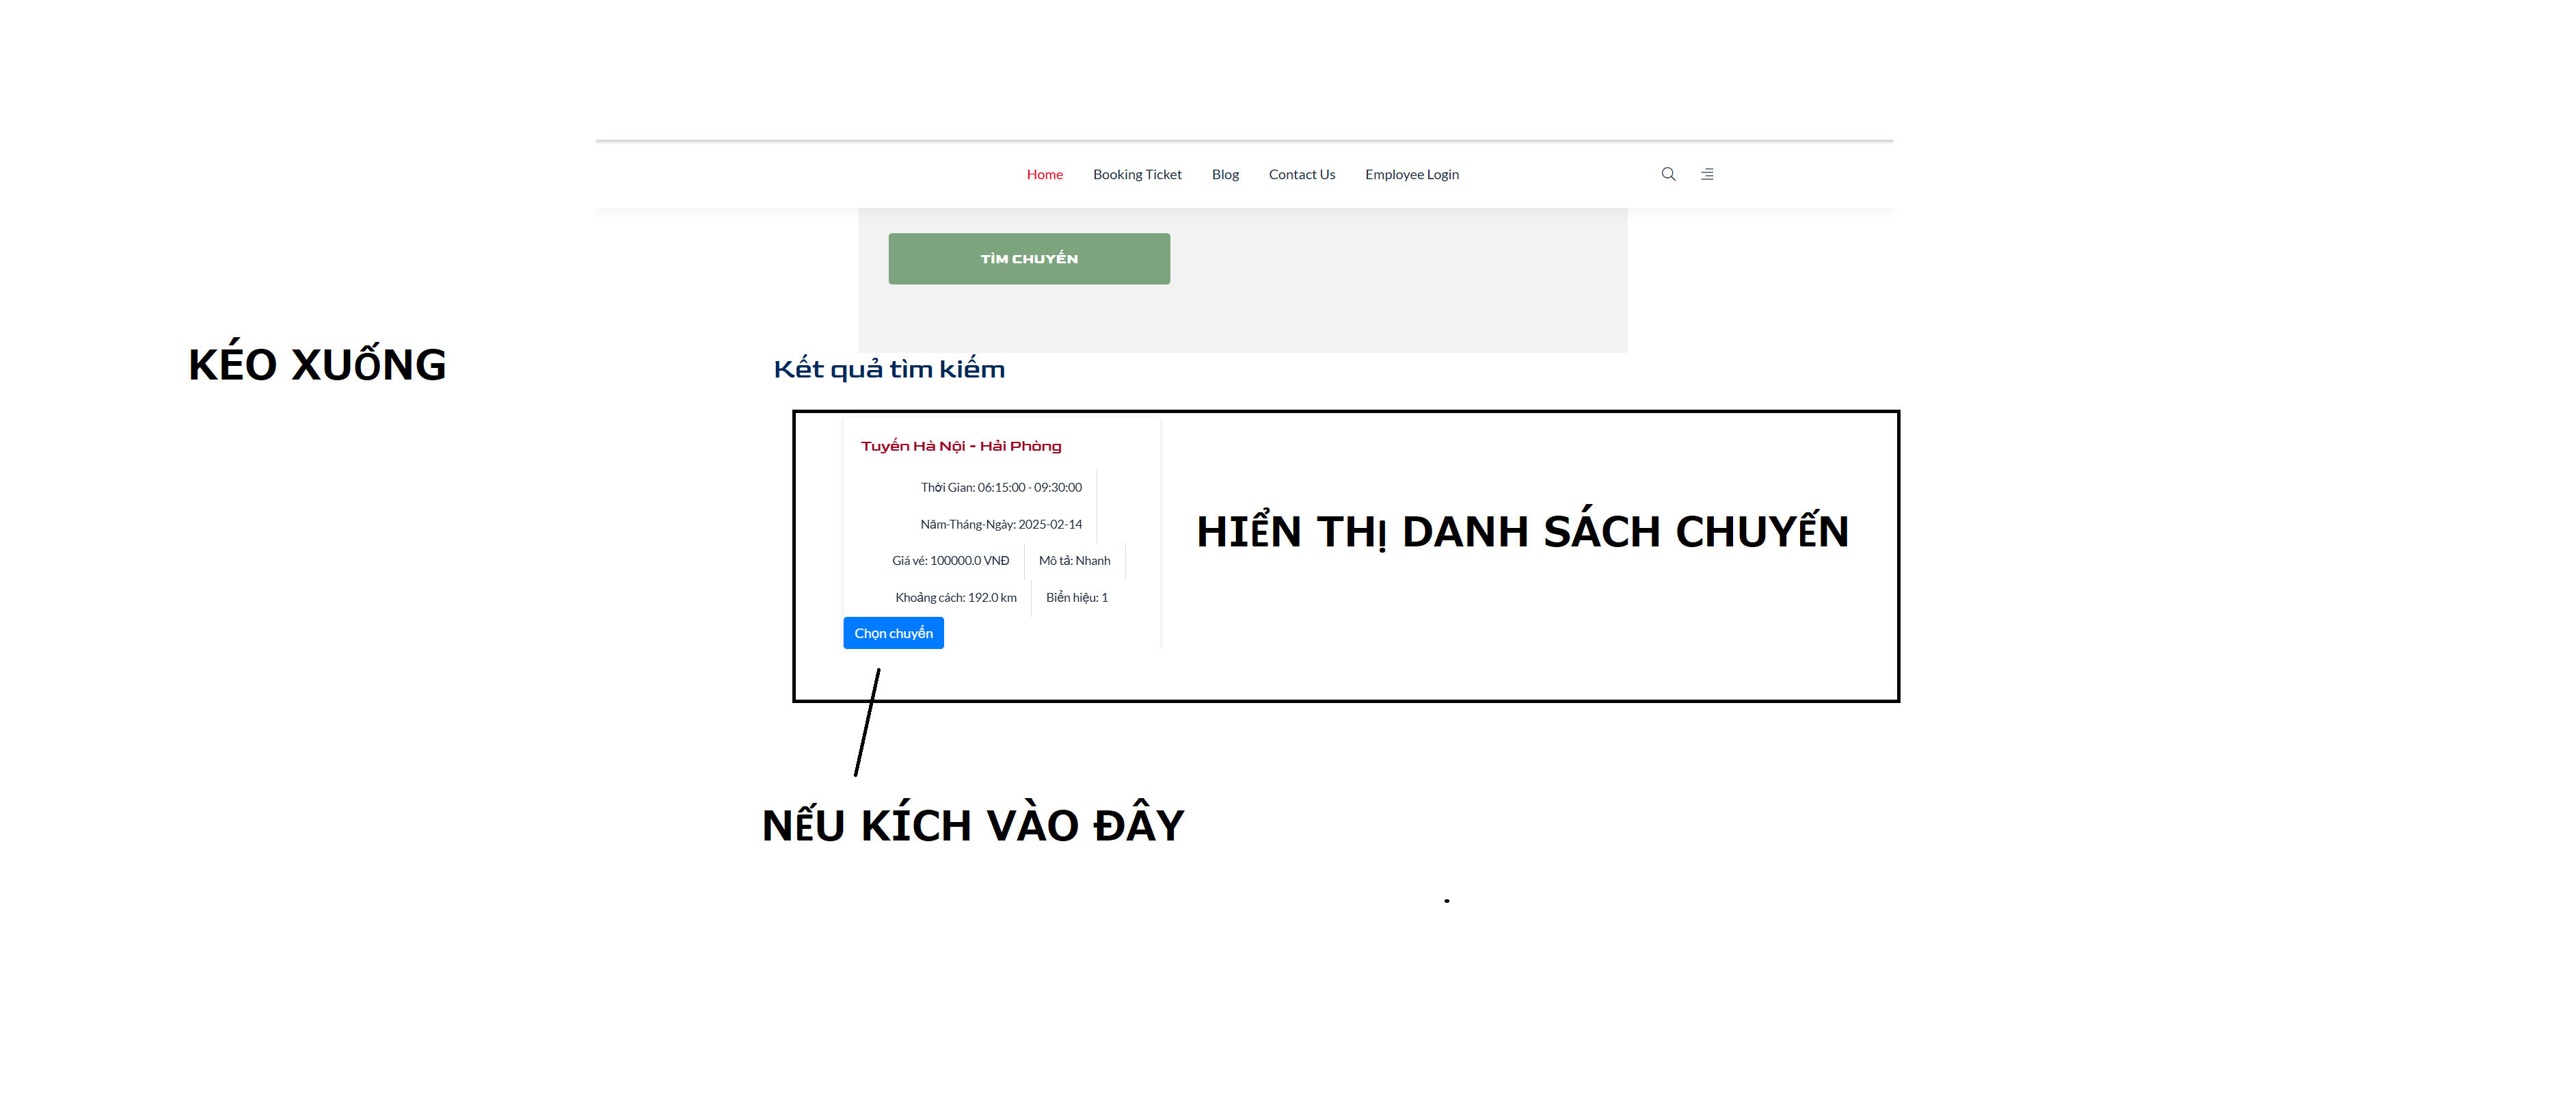 Home Booking Ticket Blog Contact Us Employee Login
TÌM CHUYẾN
KÉO XUỐNG
Kết quả tìm kiếm
Tuyến Hà Nội - Hải Phòng
Thời Gian: 06:15:00 - 09:30:00
Năm-Tháng-Ngày: 2025-02-14
Giá vé: 100000.0 VNĐ Mô tả: Nhanh
Khoảng cách: 192.0 km Biển hiệu: 1
Chọn chuyến
HIỂN THỊ DANH SÁCH CHUYẾN
NẾU KÍCH VÀO ĐÂY